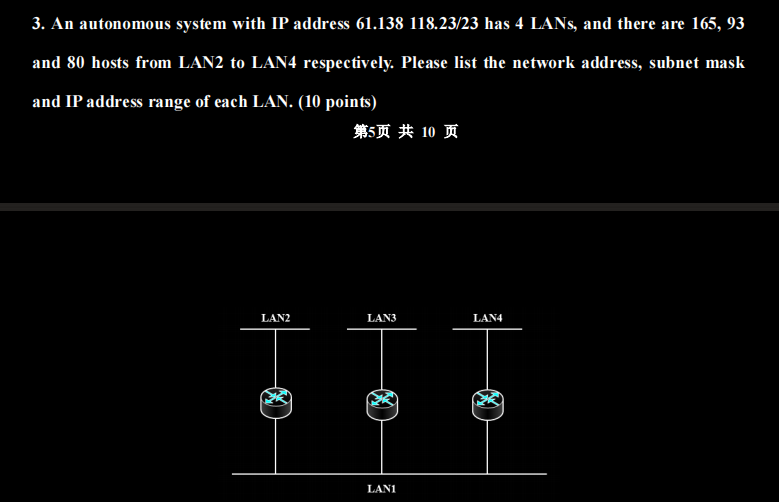 3. An autonomous system with IP address 61.138 118.23/23 has 4 LANs, and there are 165, 93
and 80 hosts from LAN2 to LAN4 respectively. Please list the network address, subnet mask
and IP address range of each LAN. (10 points)
第5页 共 10 页
LAN2 LAN3 LAN4
LAN1